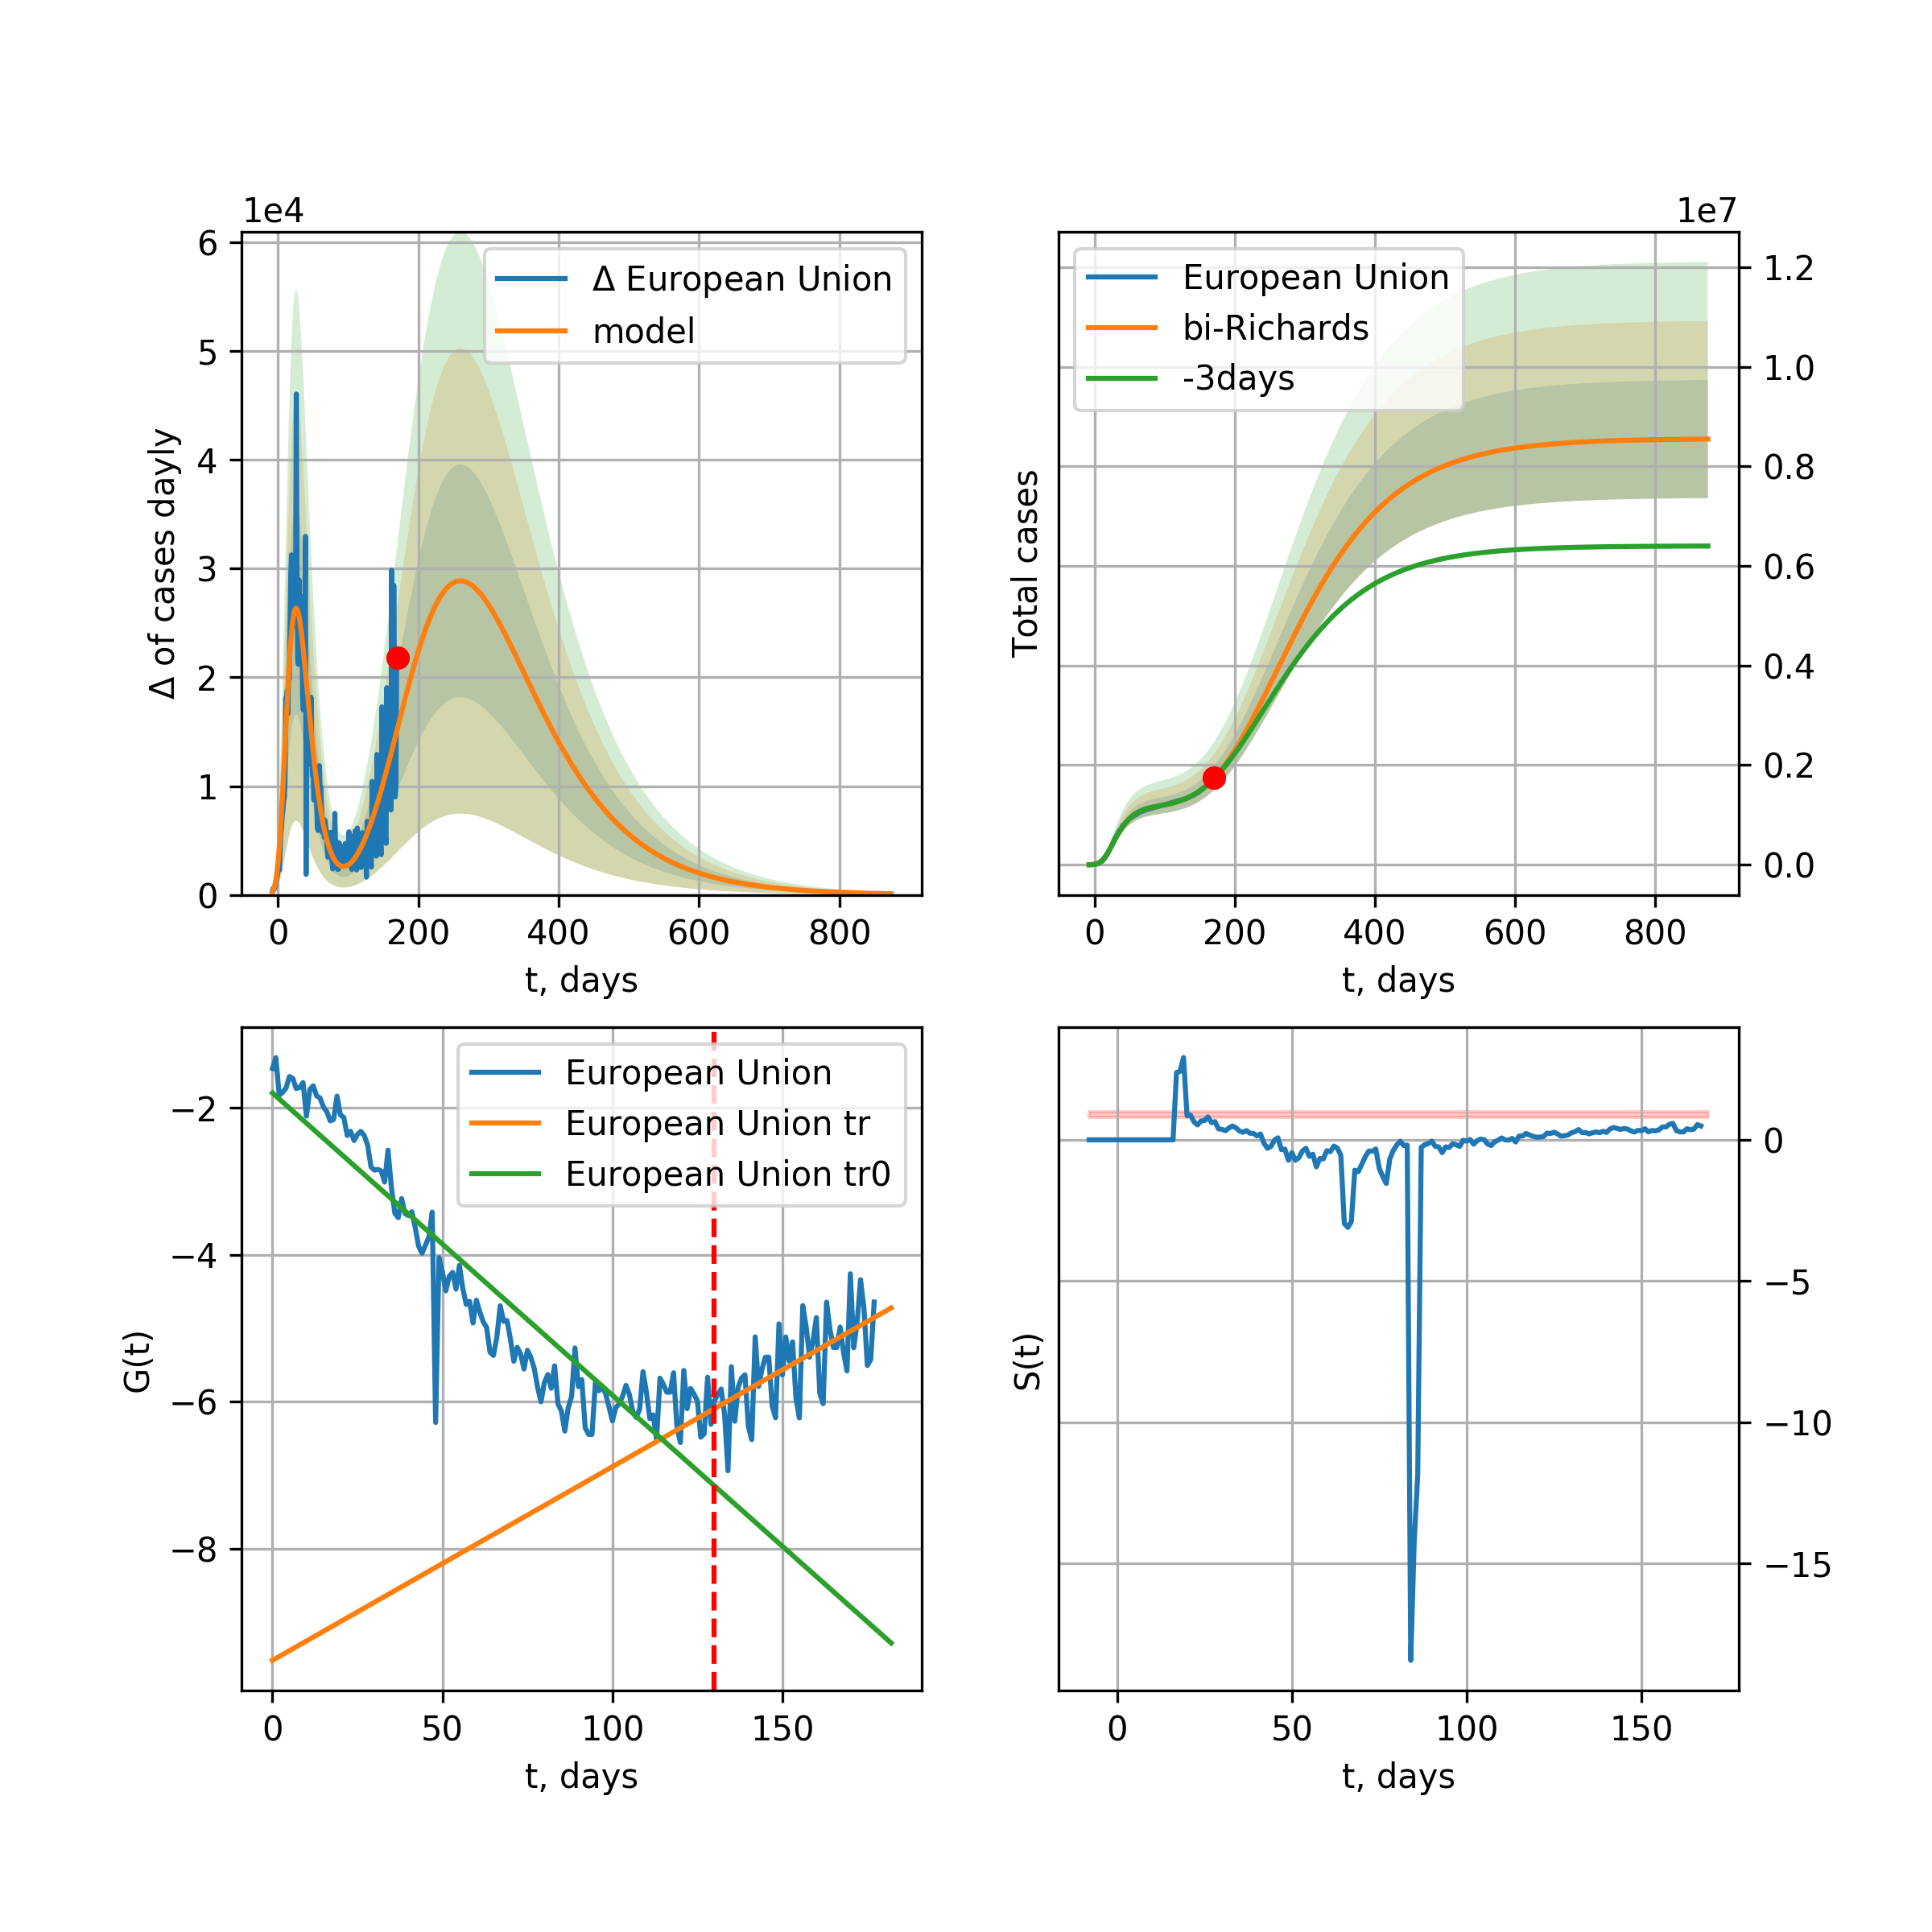 1e4
6
5
4
3
2
1
0
Δ of cases dayly
Δ European Union
model
0 200 400 600 800
t, days
1e7
1.2
1.0
0.8
0.6
0.4
0.2
0.0
Total cases
European Union
bi-Richards
-3days
0 200 400 600 800
t, days
−2
−4
−6
−8
G(t)
European Union
European Union tr
European Union tr0
0 50 100 150
t, days
0
−5
−10
−15
S(t)
0 50 100 150
t, days